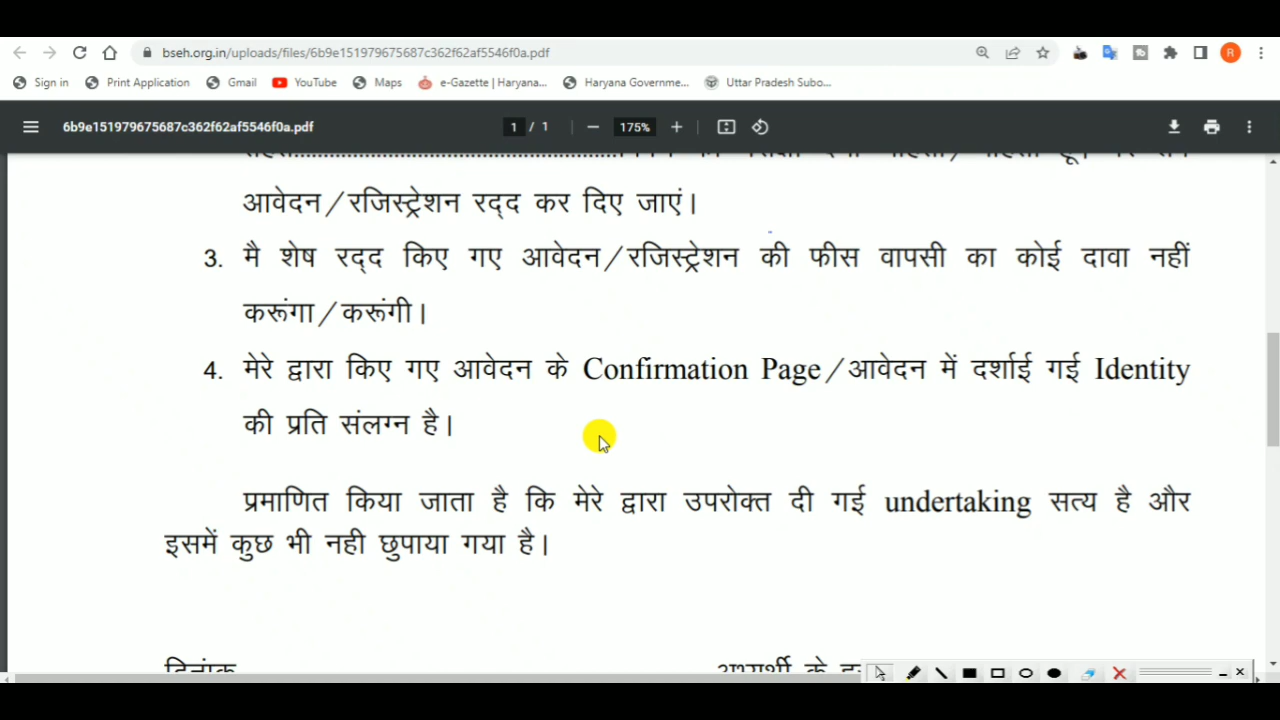 bseh.org.in/uploads/files/6b9e151979675687c362f62af5546f0a.pdf
R
Sign in Print Application Gmail YouTube Maps e-Gazette | Haryana... Haryana Governme... Uttar Pradesh Subo...
6b9e151979675687c362f62af5546f0a.pdf 1 / 1 175%
आवेदन/रजिस्ट्रेशन रद्द कर दिए जाएं।
3. मै शेष रद्द किए गए आवेदन/रजिस्ट्रेशन की फीस वापसी का कोई दावा नहीं
करूंगा/करूंगी।
4. मेरे द्वारा किए गए आवेदन के Confirmation Page/आवेदन में दर्शाई गई Identity
की प्रति संलग्न है।
प्रमाणित किया जाता है कि मेरे द्वारा उपरोक्त दी गई undertaking सत्य है और
इसमें कुछ भी नही छुपाया गया है।
दिनांक अभ्यर्थी के